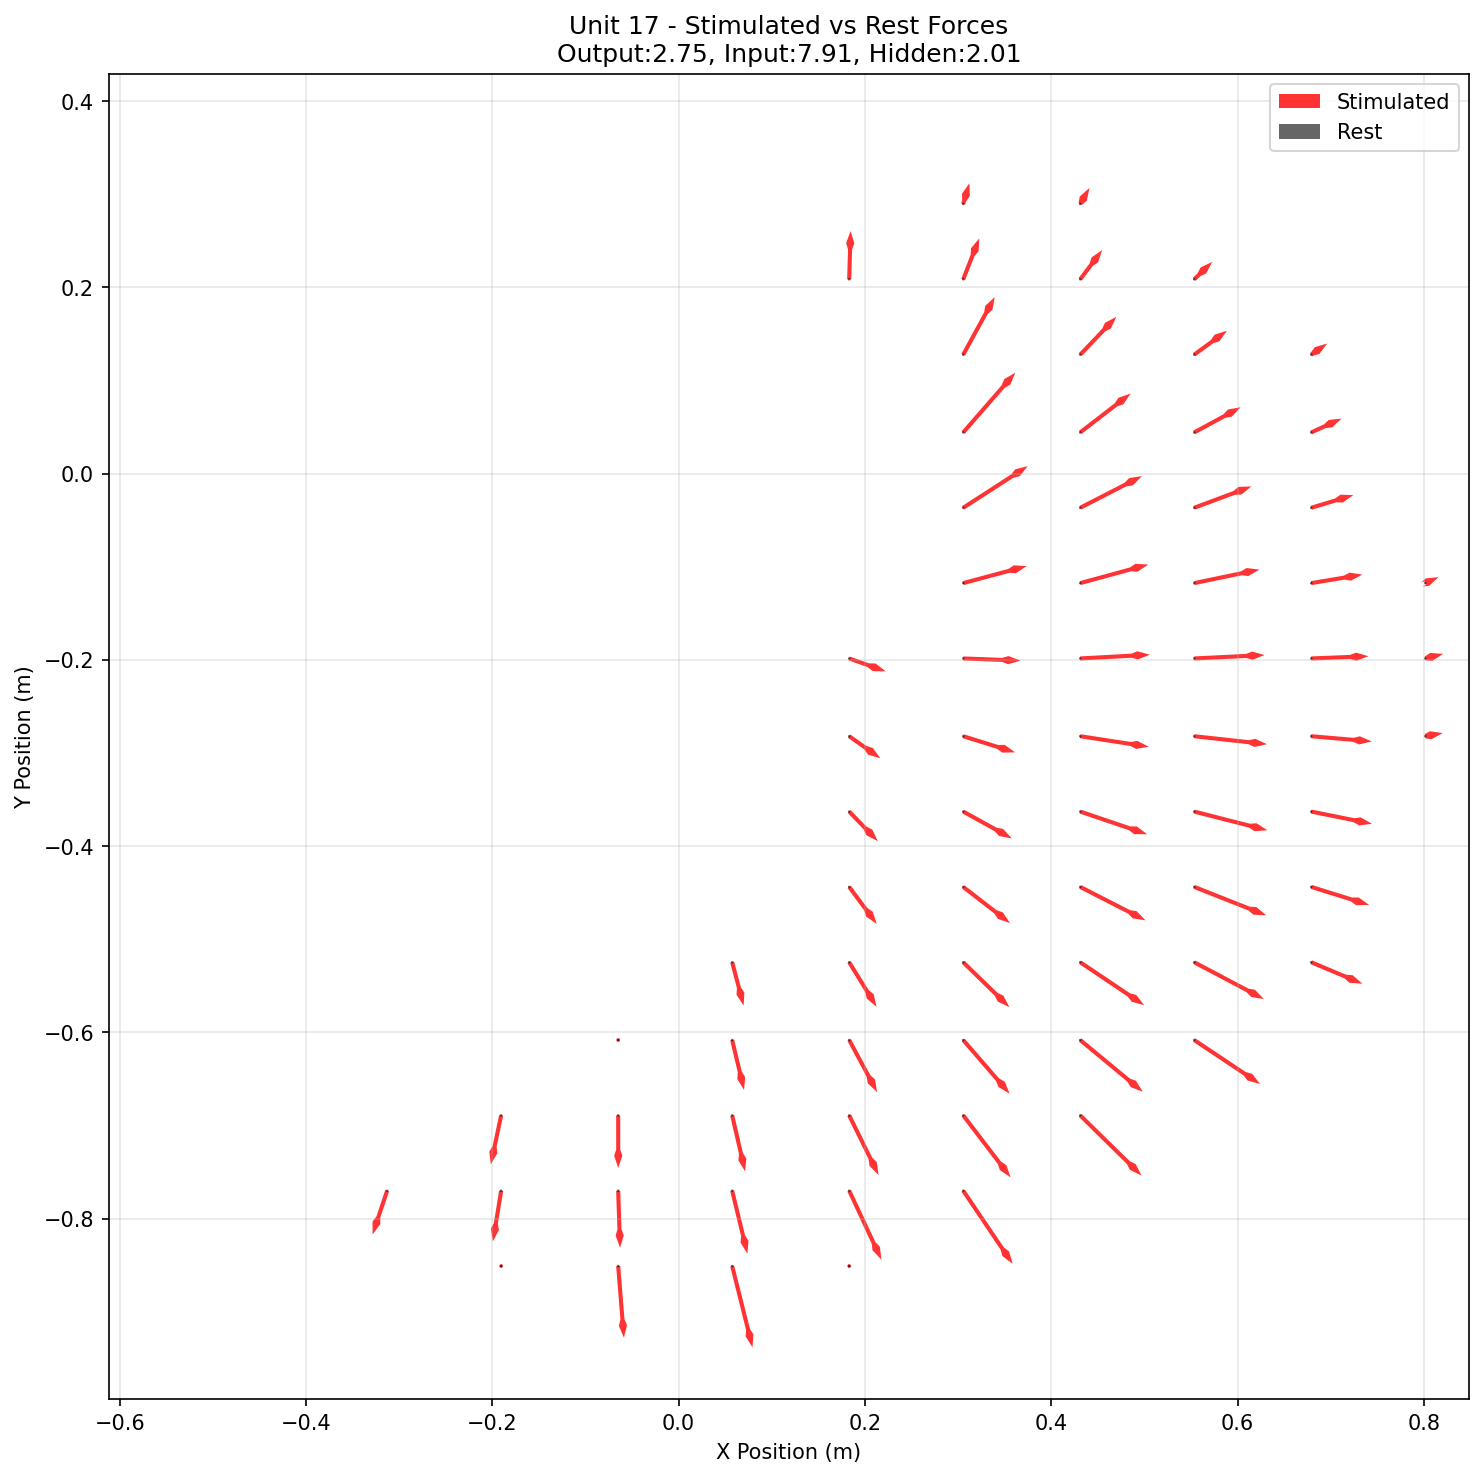 Unit 17 - Stimulated vs Rest Forces
Output:2.75, Input:7.91, Hidden:2.01
Stimulated
Rest
0.4
0.2
0.0
−0.2
−0.4
−0.6
−0.8
Y Position (m)
−0.6
−0.4
−0.2
0.0
0.2
0.4
0.6
0.8
X Position (m)